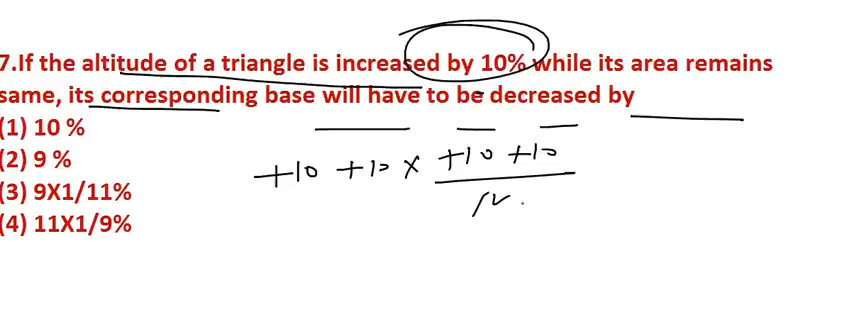 7.If the altitude of a triangle is increased by 10% while its area remains
same, its corresponding base will have to be decreased by
(1) 10 %
(2) 9 %
(3) 9X1/11%
(4) 11X1/9%
+10 +10 × +10 +10